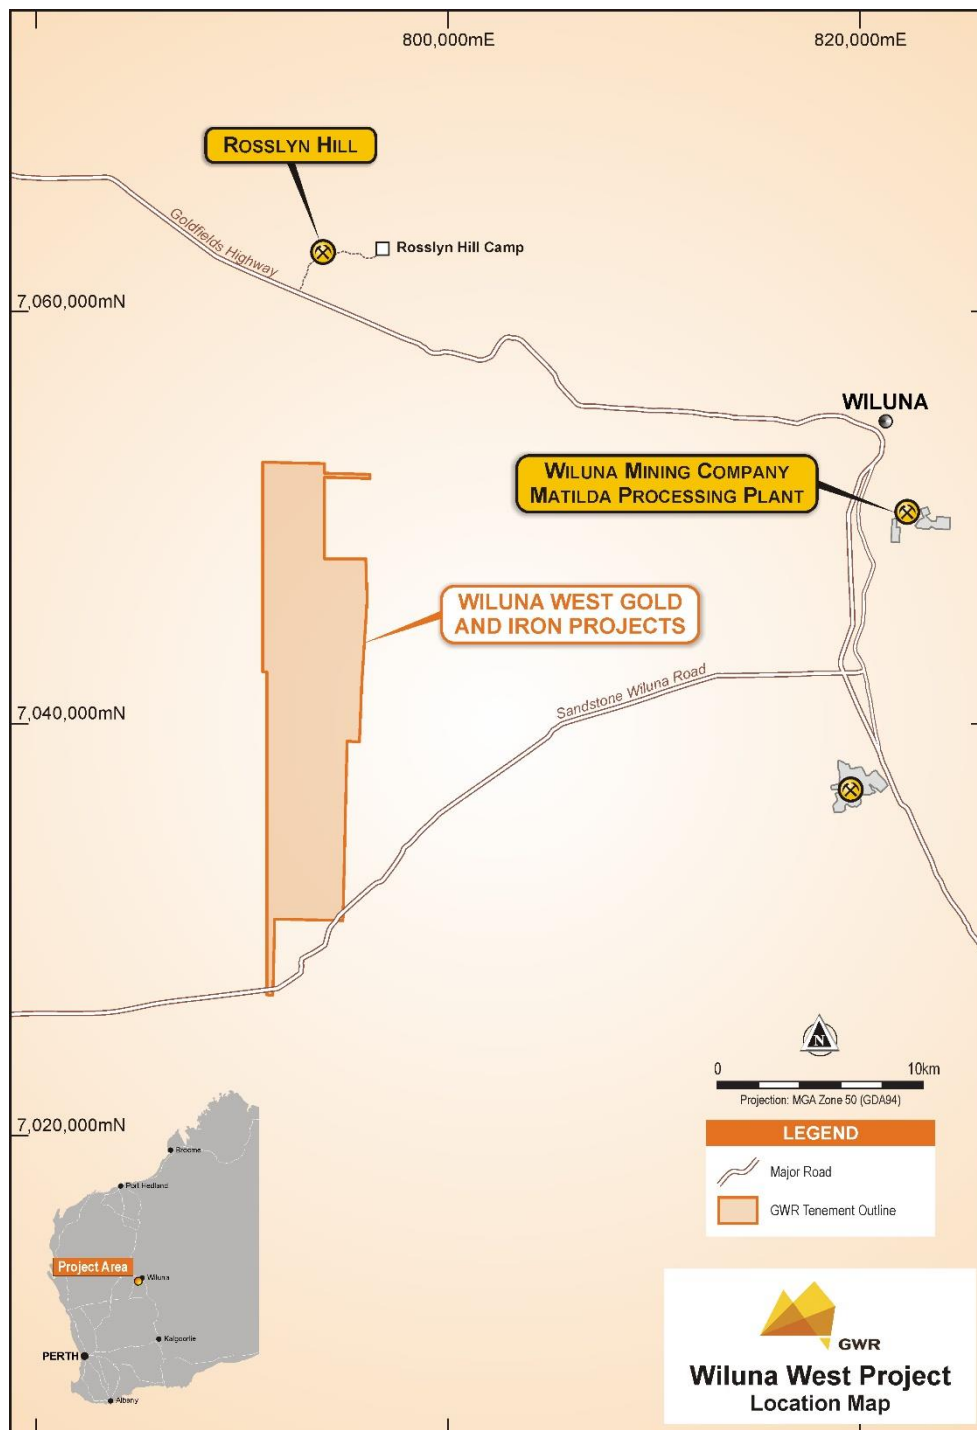 800,000mE
820,000mE
ROSSLYN HILL
Goldfields Highway
Rosslyn Hill Camp
7,060,000mN
WILUNA
WILUNA MINING COMPANY
MATILDA PROCESSING PLANT
WILUNA WEST GOLD
AND IRON PROJECTS
Sandstone Wiluna Road
7,040,000mN
N
0 10km
Projection: MGA Zone 50 (GDA94)
7,020,000mN
LEGEND
Major Road
GWR Tenement Outline
Broome
Port Hedland
Project Area
Wiluna
Kalgoorlie
PERTH
Albany
GWR
Wiluna West Project
Location Map